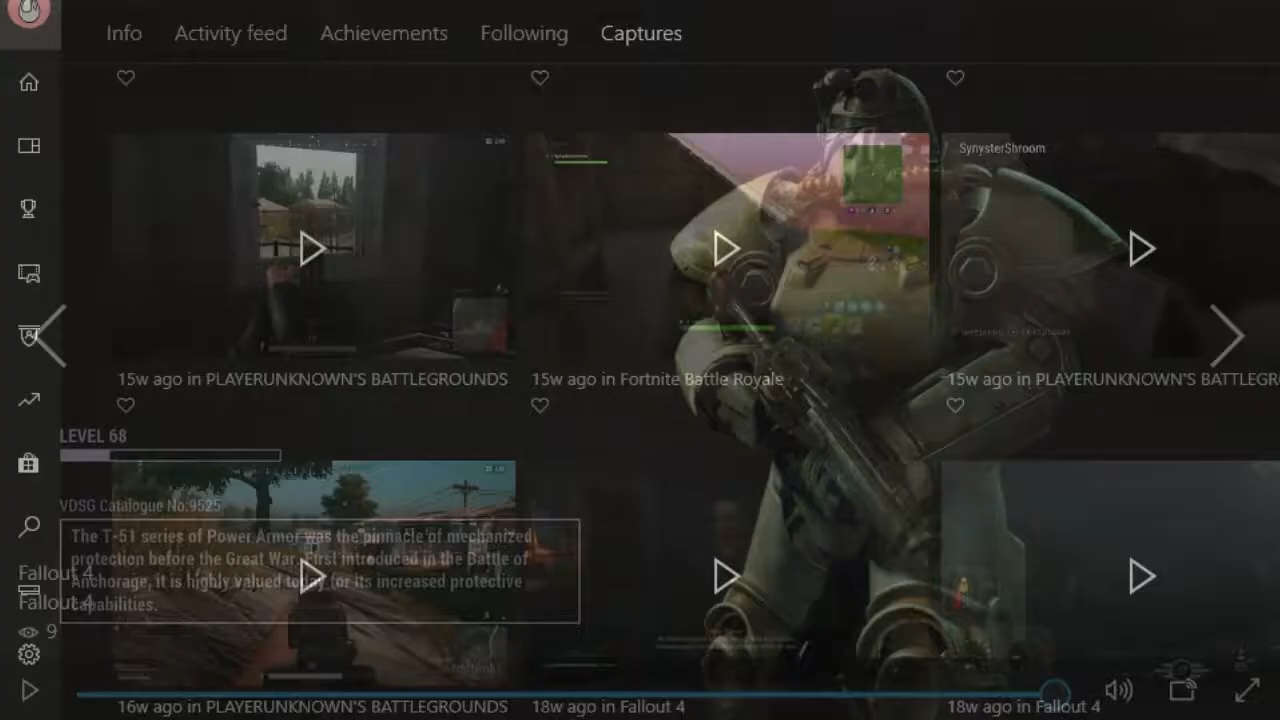 Info Activity feed Achievements Following Captures
SynysterShroom
15w ago in PLAYERUNKNOWN'S BATTLEGROUNDS 15w ago in Fortnite Battle Royale 15w ago in PLAYERUNKNOWN'S BATTLEGR
LEVEL 68
VDSG Catalogue No.9525
The T-51 series of Power Armor was the pinnacle of mechanized
protection before the Great War. First introduced in the Battle of
Anchorage, it is highly valued today for its increased protective
capabilities.
Fallout 4
Fallout 4
9
16w ago in PLAYERUNKNOWN'S BATTLEGROUNDS 18w ago in Fallout 4 18w ago in Fallout 4